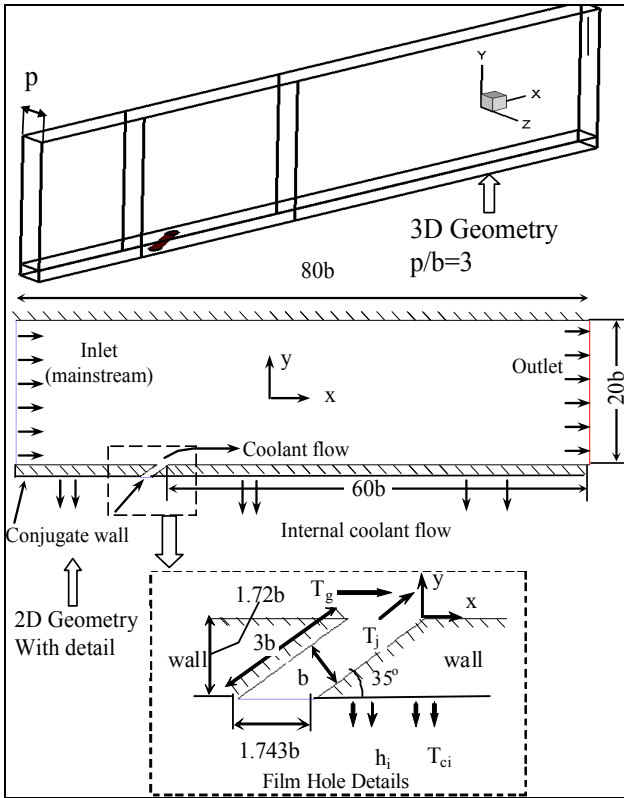 p
Y
X
Z
3D Geometry
p/b=3
80b
Inlet
(mainstream)
y
x
Outlet
20b
Coolant flow
60b
Conjugate wall
Internal coolant flow
2D Geometry
With detail
1.72b
T_g
y
x
wall
3b
T_j
wall
b
35º
1.743b
h_i
T_ci
Film Hole Details